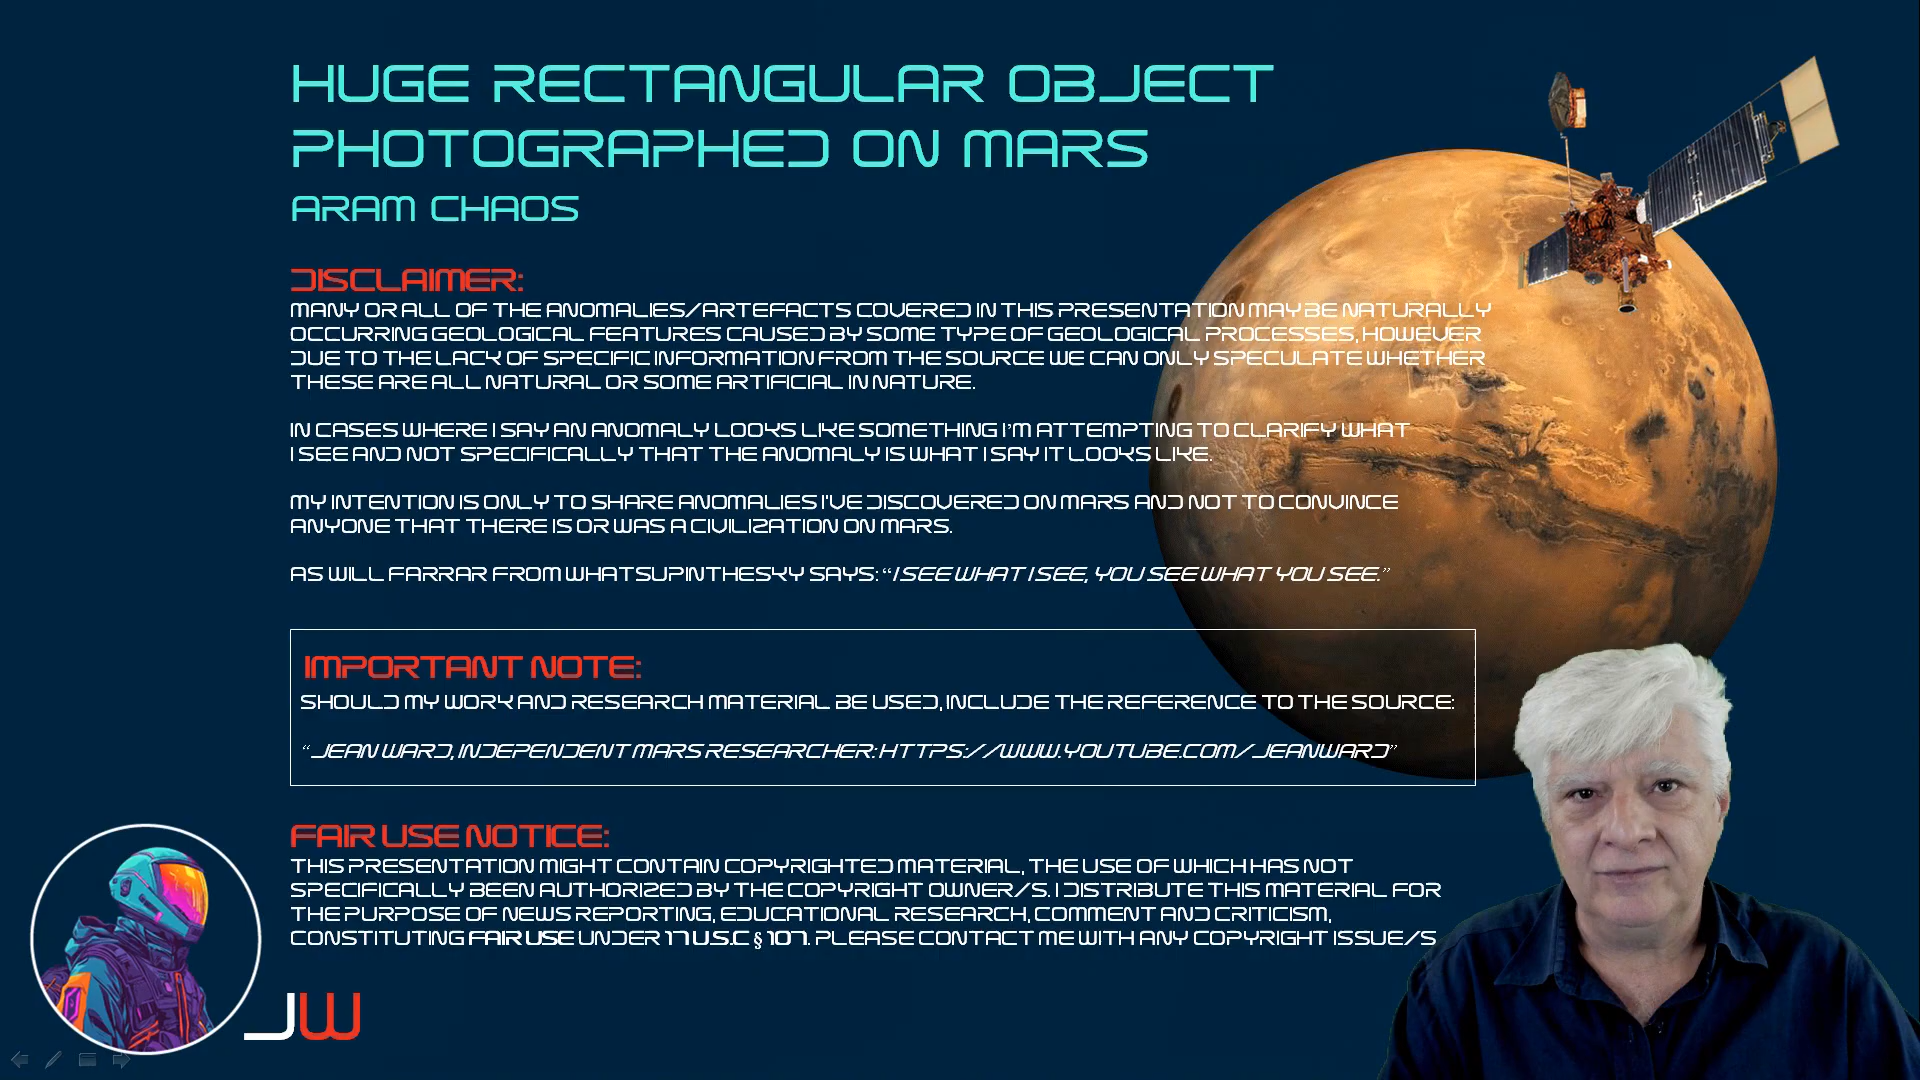 HUGE RECTANGULAR OBJECT
PHOTOGRAPHED ON MARS
ARAM CHAOS
DISCLAIMER:
MANY OR ALL OF THE ANOMALIES/ARTEFACTS COVERED IN THIS PRESENTATION MAY BE NATURALLY
OCCURRING GEOLOGICAL FEATURES CAUSED BY SOME TYPE OF GEOLOGICAL PROCESSES, HOWEVER
DUE TO THE LACK OF SPECIFIC INFORMATION FROM THE SOURCE WE CAN ONLY SPECULATE WHETHER
THESE ARE ALL NATURAL OR SOME ARTIFICIAL IN NATURE.
IN CASES WHERE I SAY AN ANOMALY LOOKS LIKE SOMETHING I'M ATTEMPTING TO CLARIFY WHAT
I SEE AND NOT SPECIFICALLY THAT THE ANOMALY IS WHAT I SAY IT LOOKS LIKE.
MY INTENTION IS ONLY TO SHARE ANOMALIES I'VE DISCOVERED ON MARS AND NOT TO CONVINCE
ANYONE THAT THERE IS OR WAS A CIVILIZATION ON MARS.
AS WILL FARRAR FROM WHATSUPINTHESKY SAYS: “I SEE WHAT I SEE, YOU SEE WHAT YOU SEE.”
IMPORTANT NOTE:
SHOULD MY WORK AND RESEARCH MATERIAL BE USED, INCLUDE THE REFERENCE TO THE SOURCE:
“JEAN WARD, INDEPENDENT MARS RESEARCHER: HTTPS://WWW.YOUTUBE.COM/JEANWARD”
FAIR USE NOTICE:
THIS PRESENTATION MIGHT CONTAIN COPYRIGHTED MATERIAL, THE USE OF WHICH HAS NOT
SPECIFICALLY BEEN AUTHORIZED BY THE COPYRIGHT OWNER/S. I DISTRIBUTE THIS MATERIAL FOR
THE PURPOSE OF NEWS REPORTING, EDUCATIONAL RESEARCH, COMMENT AND CRITICISM,
CONSTITUTING FAIR USE UNDER 17 U.S.C § 107. PLEASE CONTACT ME WITH ANY COPYRIGHT ISSUE/S
JW